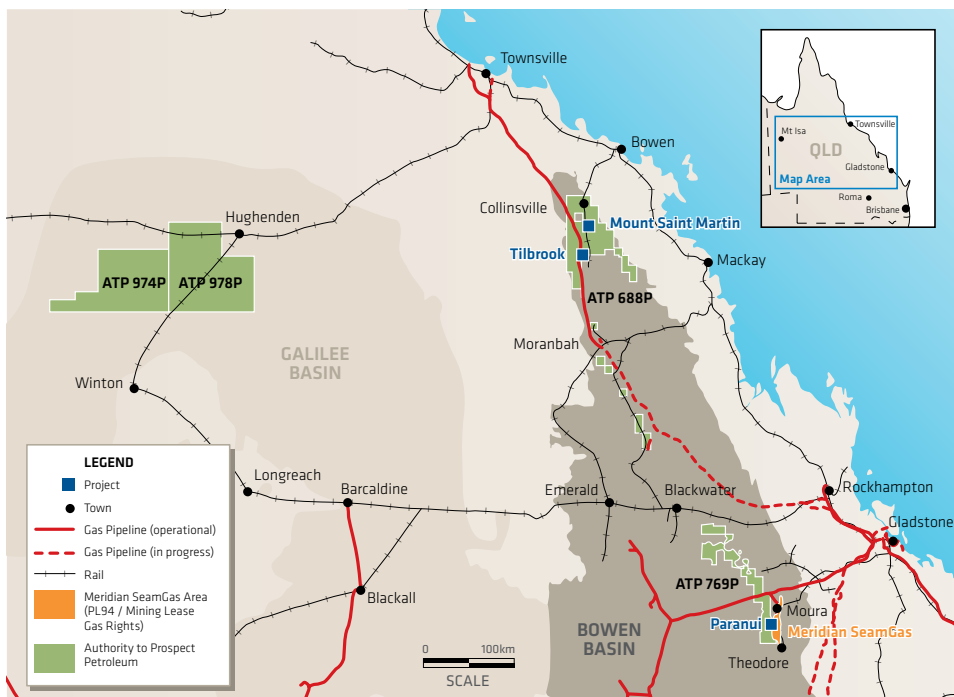 Townsville
Bowen
Collinsville
Mount Saint Martin
Tilbrook
Mackay
Hughenden
ATP 974P
ATP 978P
ATP 688P
Moranbah
GALILEE
BASIN
Winton
Longreach
Barcaldine
Emerald
Blackwater
Rockhampton
Gladstone
ATP 769P
Blackall
Moura
Paranui
Meridian SeamGas
BOWEN
BASIN
Theodore
0 100km
SCALE
LEGEND
Project
Town
Gas Pipeline (operational)
Gas Pipeline (in progress)
Rail
Meridian SeamGas Area
(PL94 / Mining Lease
Gas Rights)
Authority to Prospect
Petroleum
Townsville
Mt Isa
QLD
Gladstone
Map Area
Roma
Brisbane